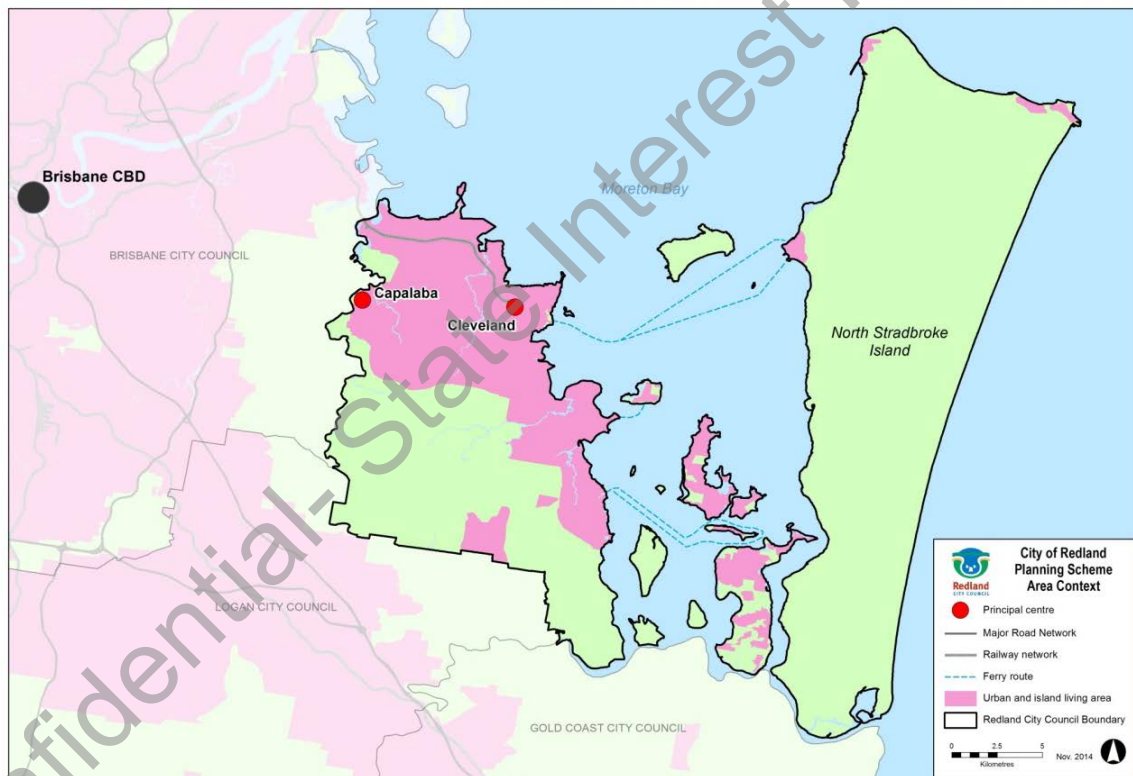 Confidential- State Interest
Moreton Bay
Brisbane CBD
BRISBANE CITY COUNCIL
Capalaba
Cleveland
North Stradbroke
Island
LOGAN CITY COUNCIL
GOLD COAST CITY COUNCIL
Redland
CITY COUNCIL
City of Redland
Planning Scheme
Area Context
Principal centre
Major Road Network
Railway network
Ferry route
Urban and island living area
Redland City Council Boundary
0 2.5 5
Kilometres
Nov. 2014